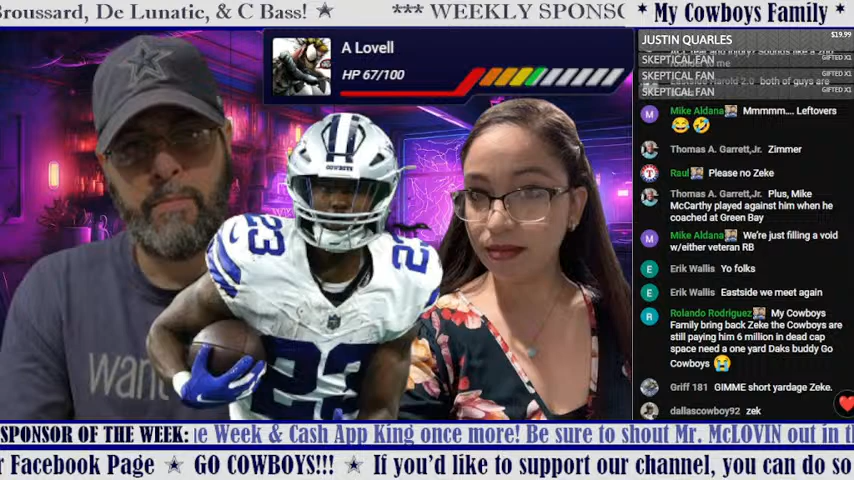 Broussard, De Lunatic, & C Bass! ★ *** WEEKLY SPONSO
* My Cowboys Family *
A Lovell
HP 67/100
JUSTIN QUARLES $19.99
to me
SKEPTICAL FAN GIFTED X1
SKEPTICAL FAN GIFTED X1
Harold 2.0 both of guys are
SKEPTICAL FAN GIFTED X1
Mike Aldana Mmmmm.... Leftovers
😂 🤣
Thomas A. Garrett,Jr. Zimmer
Raul Please no Zeke
Thomas A. Garrett,Jr. Plus, Mike
McCarthy played against him when he
coached at Green Bay
Mike Aldana We're just filling a void
w/either veteran RB
Erik Wallis Yo folks
Erik Wallis Eastside we meet again
Rolando Rodriguez My Cowboys
Family bring back Zeke the Cowboys are
still paying him 6 million in dead cap
space need a one yard Daks buddy Go
Cowboys 😭
Griff 181 GIMME short yardage Zeke.
dallascowboy92 zek
COWBOYS
23
23
23
want
SPONSOR OF THE WEEK: e Week & Cash App King once more! Be sure to shout Mr. McLOVIN out in th
r Facebook Page ★ GO COWBOYS!!! ★ If you'd like to support our channel, you can do so